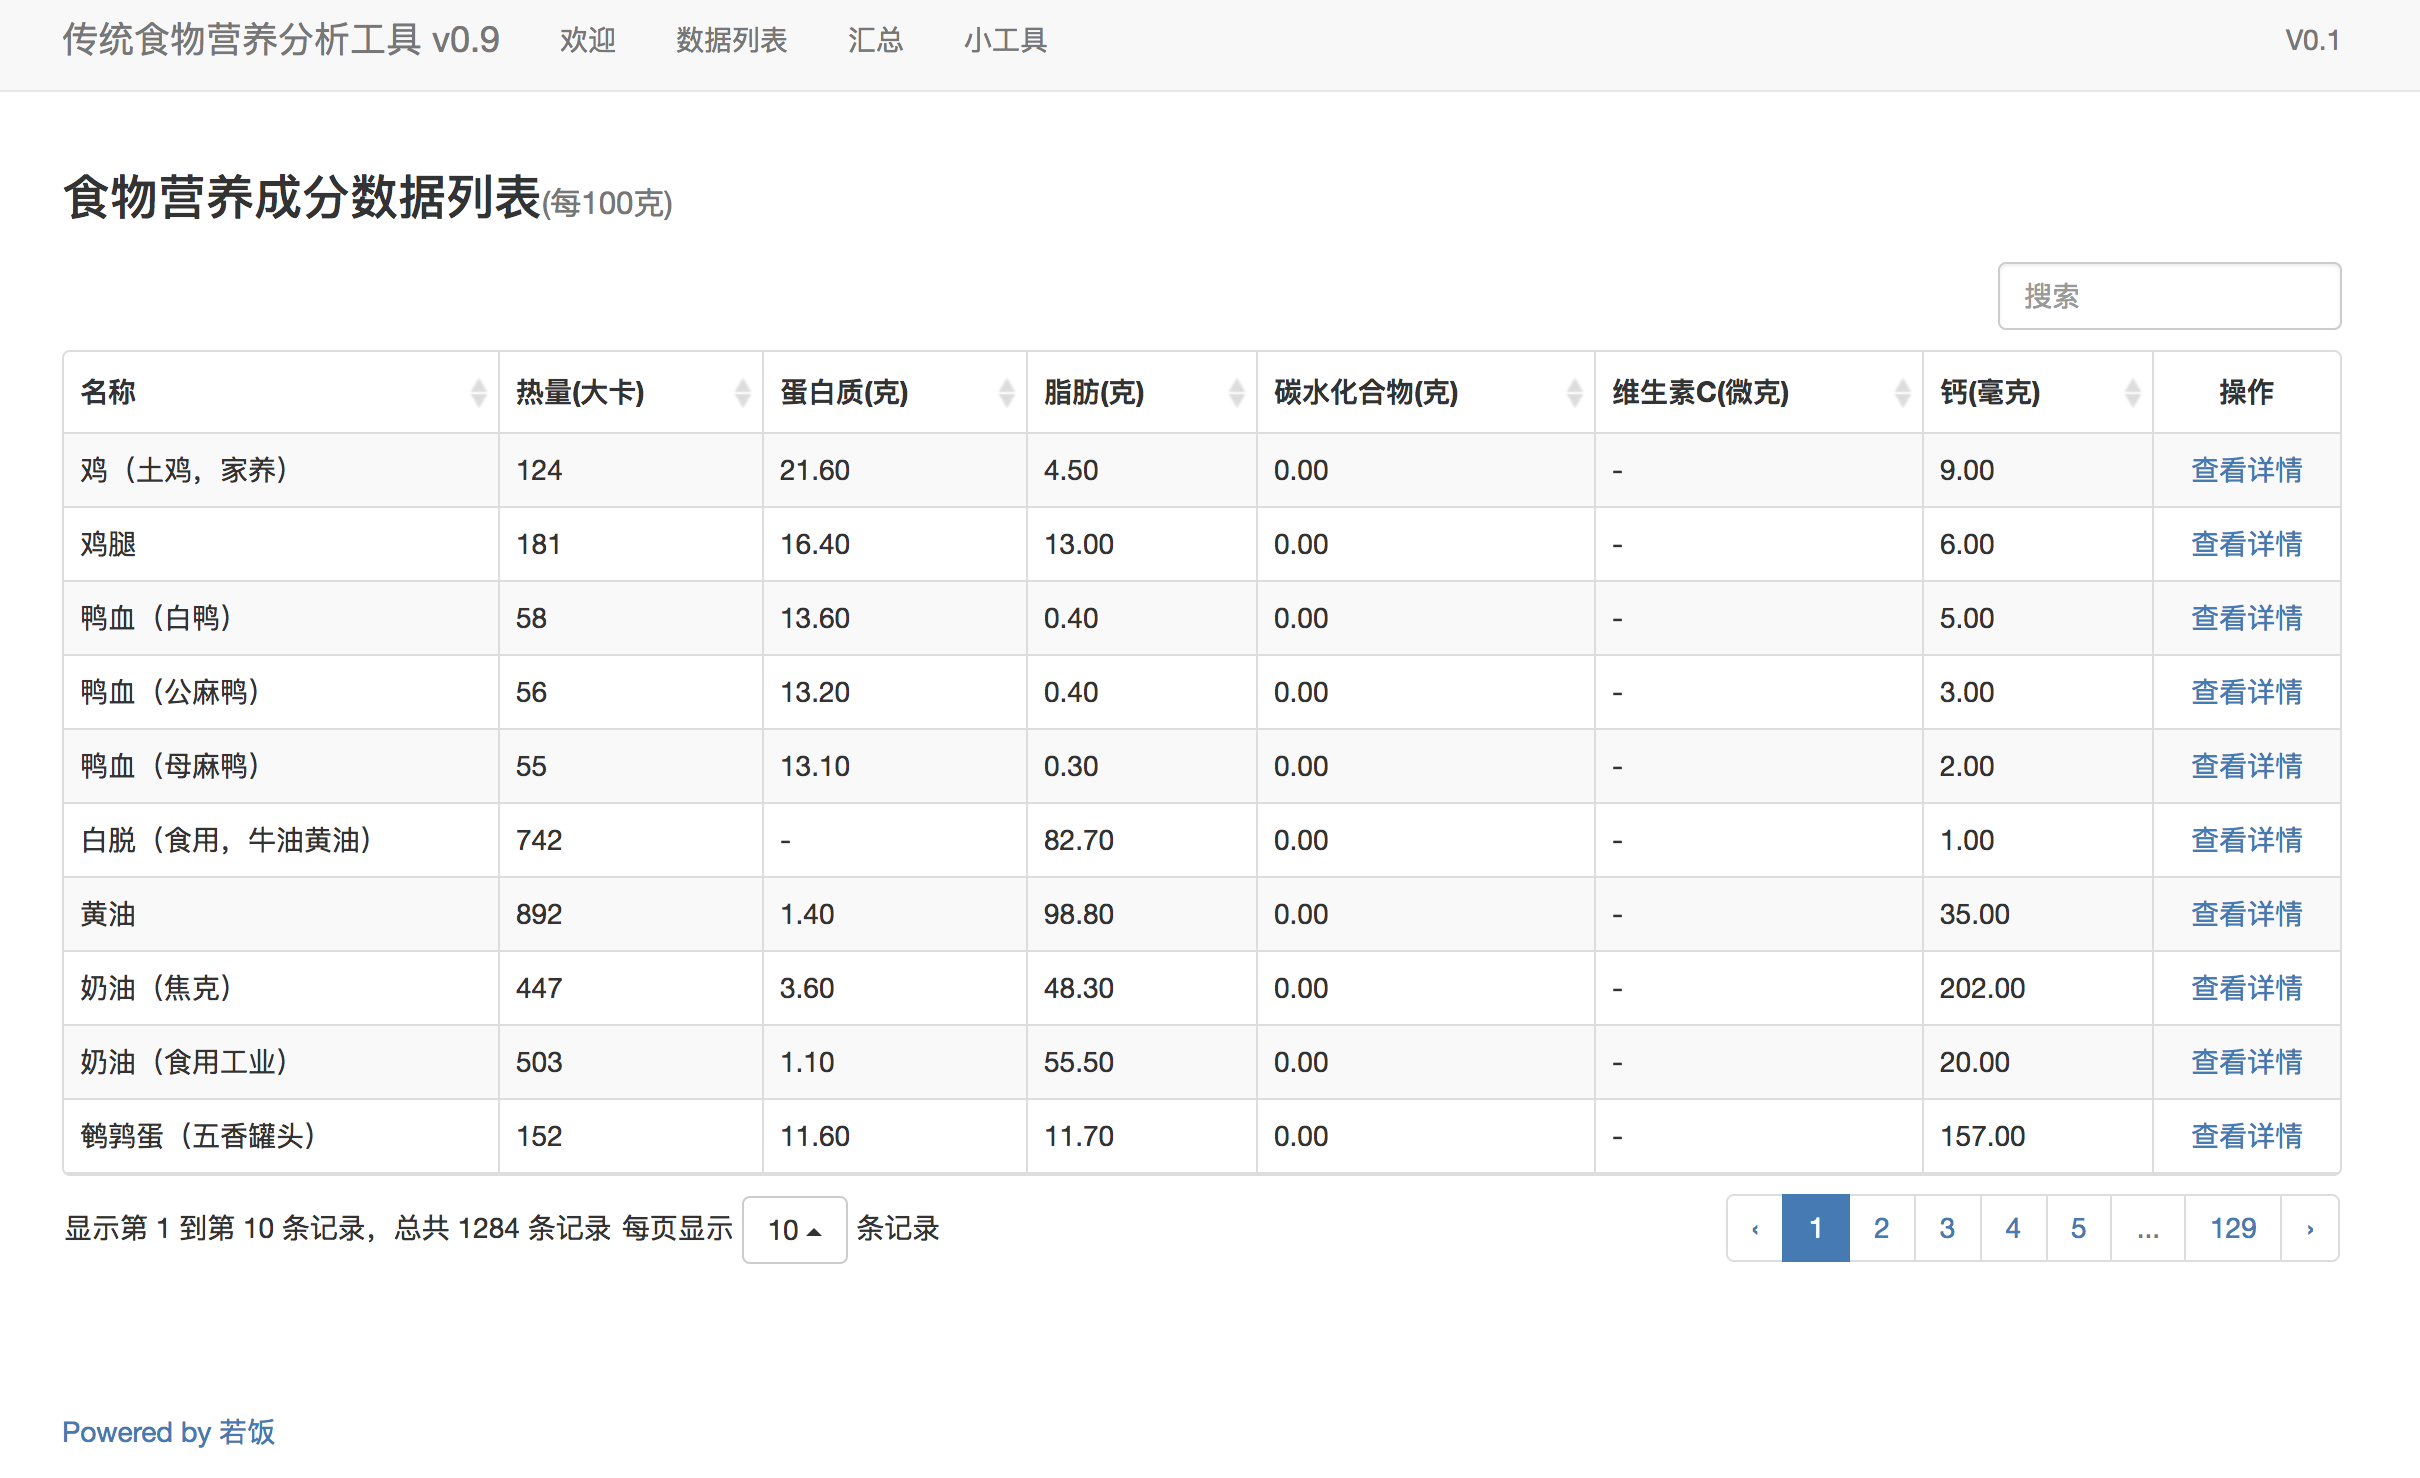 传统食物营养分析工具 v0.9 欢迎 数据列表 汇总 小工具 V0.1
食物营养成分数据列表(每100克)
搜索
名称 热量(大卡) 蛋白质(克) 脂肪(克) 碳水化合物(克) 维生素C(微克) 钙(毫克) 操作
鸡（土鸡，家养） 124 21.60 4.50 0.00 - 9.00 查看详情
鸡腿 181 16.40 13.00 0.00 - 6.00 查看详情
鸭血（白鸭） 58 13.60 0.40 0.00 - 5.00 查看详情
鸭血（公麻鸭） 56 13.20 0.40 0.00 - 3.00 查看详情
鸭血（母麻鸭） 55 13.10 0.30 0.00 - 2.00 查看详情
白脱（食用，牛油黄油） 742 - 82.70 0.00 - 1.00 查看详情
黄油 892 1.40 98.80 0.00 - 35.00 查看详情
奶油（焦克） 447 3.60 48.30 0.00 - 202.00 查看详情
奶油（食用工业） 503 1.10 55.50 0.00 - 20.00 查看详情
鹌鹑蛋（五香罐头） 152 11.60 11.70 0.00 - 157.00 查看详情
显示第 1 到第 10 条记录，总共 1284 条记录 每页显示 10 条记录 ‹ 1 2 3 4 5 ... 129 ›
Powered by 若饭